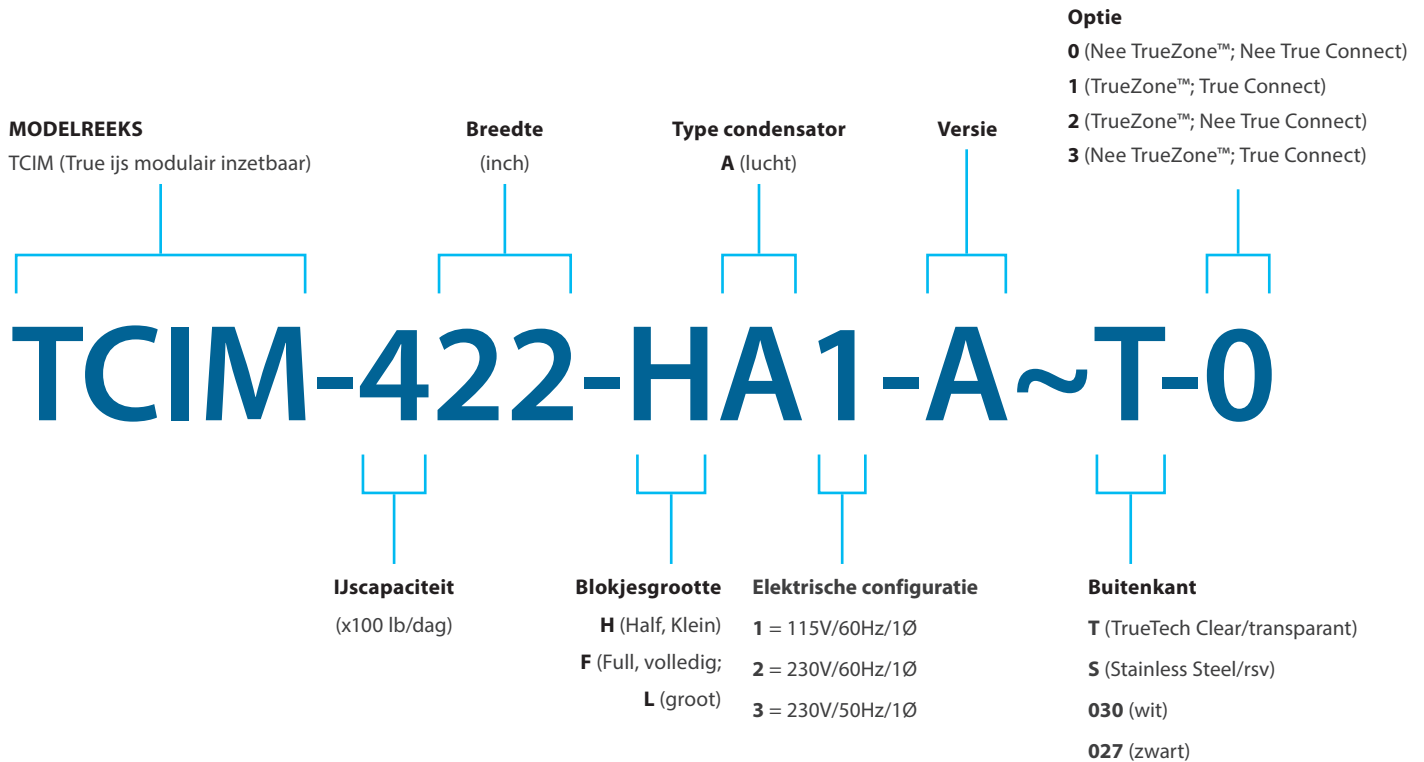 Optie
0 (Nee TrueZone™; Nee True Connect)
1 (TrueZone™; True Connect)
2 (TrueZone™; Nee True Connect)
3 (Nee TrueZone™; True Connect)
MODELREEKS
TCIM (True ijs modulair inzetbaar)
Breedte
(inch)
Type condensator
A (lucht)
Versie
TCIM-422-HA1-A~T-0
IJscapaciteit
(x100 lb/dag)
Blokjesgrootte
H (Half, Klein)
F (Full, volledig;
L (groot)
Elektrische configuratie
1 = 115V/60Hz/1Ø
2 = 230V/60Hz/1Ø
3 = 230V/50Hz/1Ø
Buitenkant
T (TrueTech Clear/transparant)
S (Stainless Steel/rsv)
030 (wit)
027 (zwart)